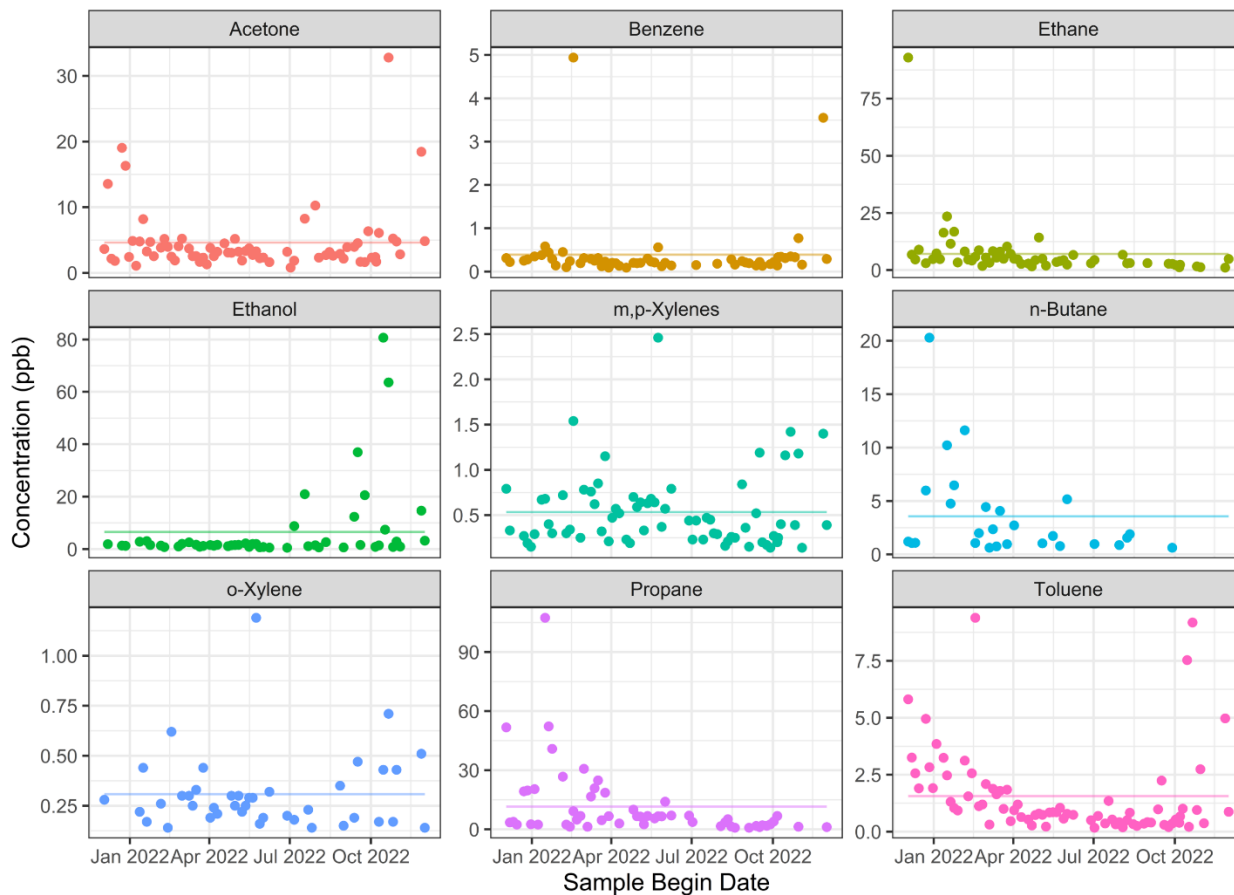 Acetone
Benzene
Ethane
30
20
10
0
5
4
3
2
1
0
75
50
25
0
Ethanol
m,p-Xylenes
n-Butane
80
60
40
20
0
2.5
2.0
1.5
1.0
0.5
20
15
10
5
0
o-Xylene
Propane
Toluene
1.00
0.75
0.50
0.25
90
60
30
0
7.5
5.0
2.5
0.0
Jan 2022 Apr 2022 Jul 2022 Oct 2022
Jan 2022 Apr 2022 Jul 2022 Oct 2022
Jan 2022 Apr 2022 Jul 2022 Oct 2022
Sample Begin Date
Concentration (ppb)